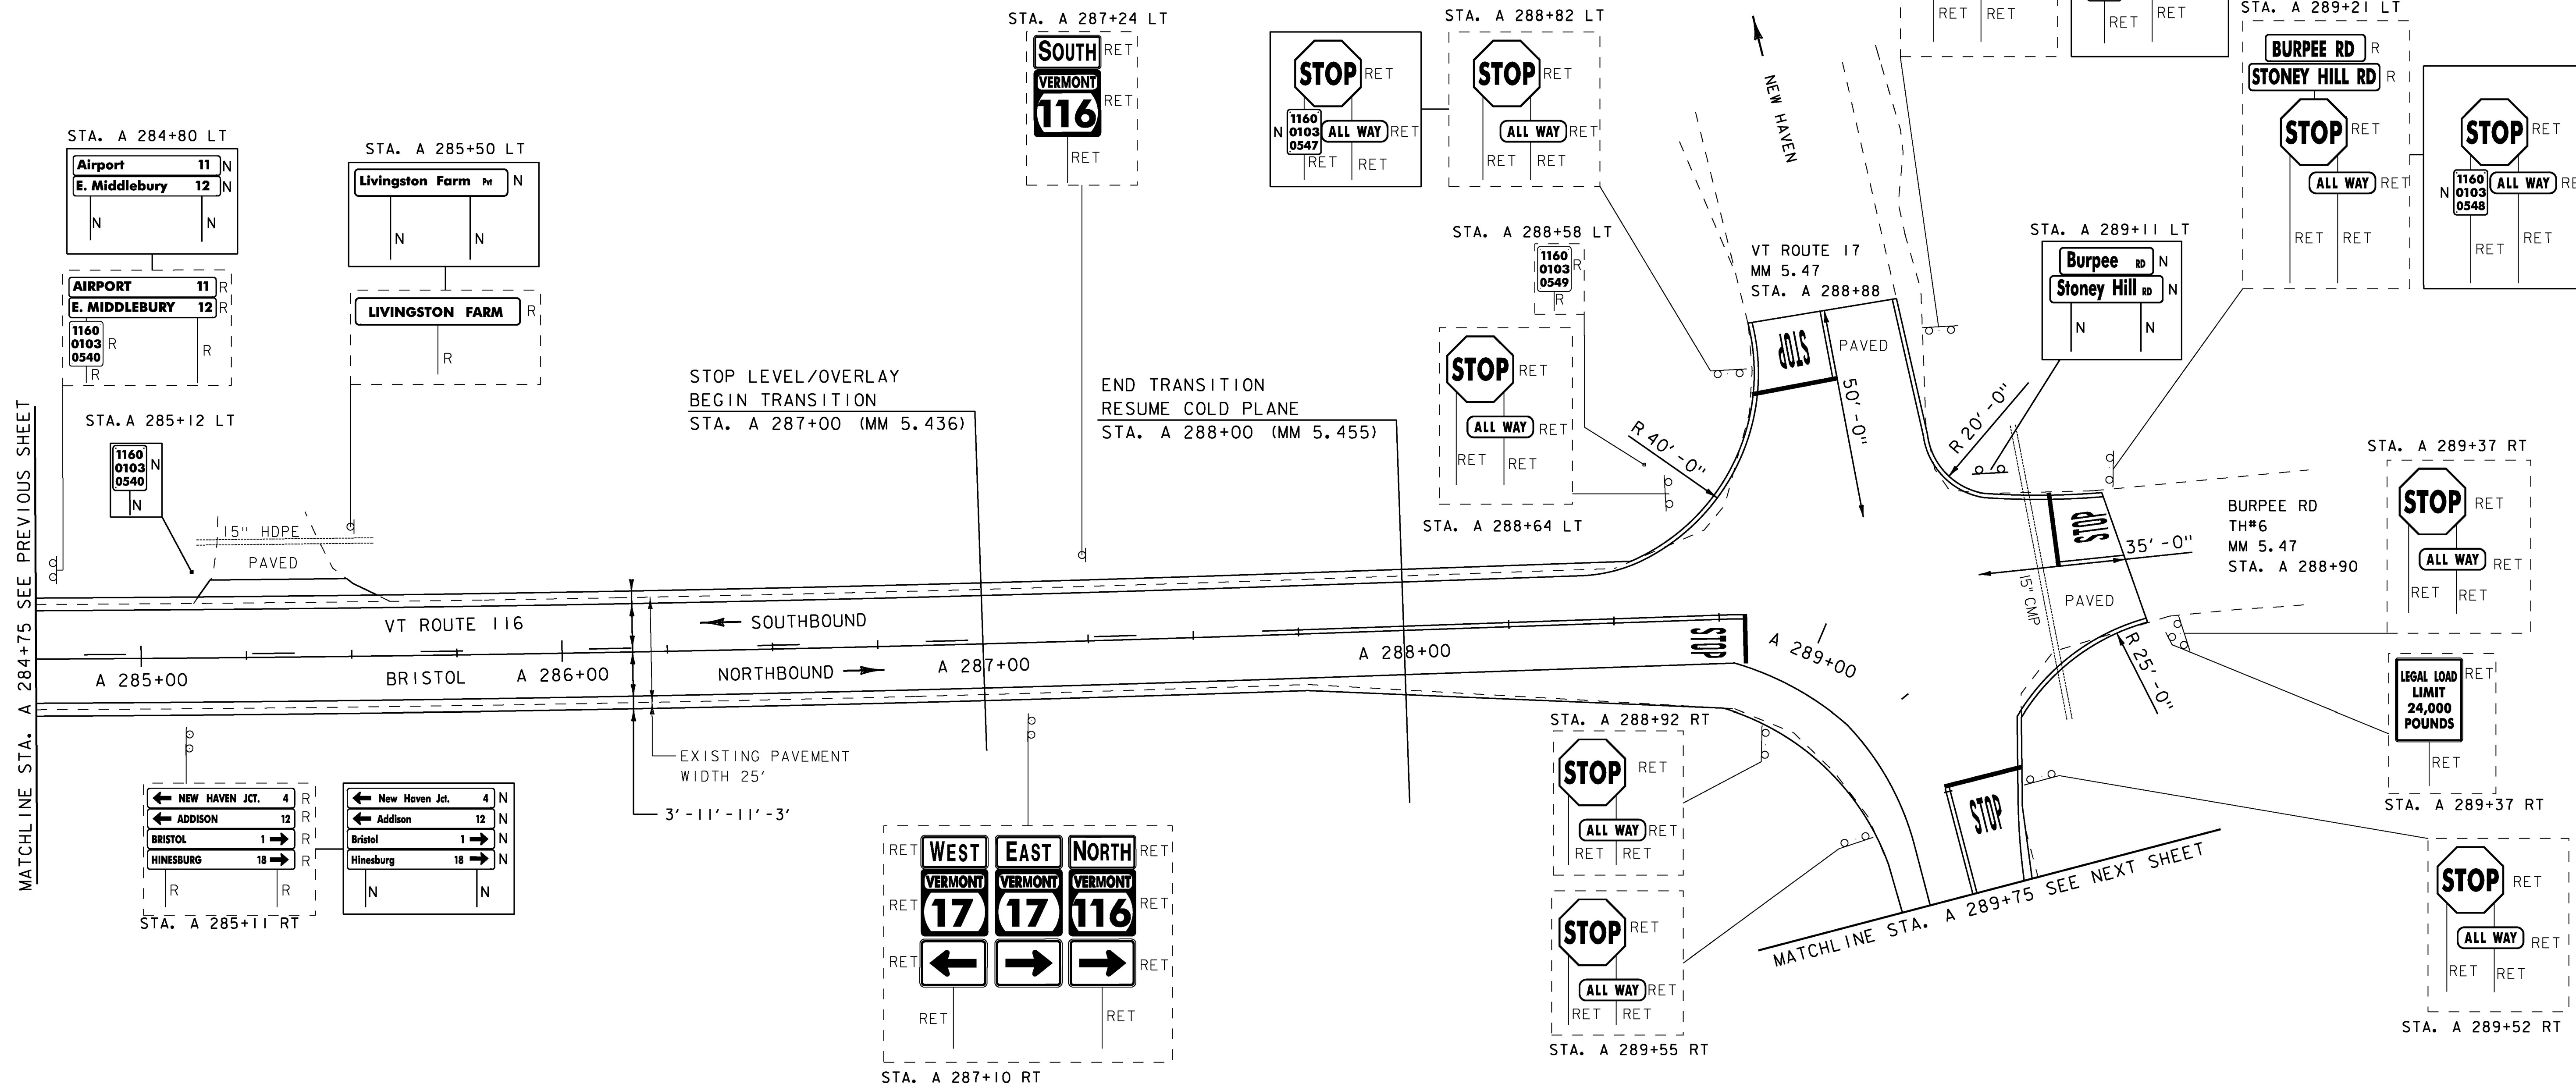 STA. A 284+80 LT
Airport 11 N
E. Middlebury 12 N
N N
AIRPORT 11 R
E. MIDDLEBURY 12 R
1160
0103
0540
R
R
R
STA. A 285+50 LT
Livingston Farm Pvt N
N N
LIVINGSTON FARM R
R
STA.A 285+12 LT
1160
0103
0540
N
N
15" HDPE
PAVED
MATCHLINE STA. A 284+75 SEE PREVIOUS SHEET
STOP LEVEL/OVERLAY
BEGIN TRANSITION
STA. A 287+00 (MM 5.436)
STA. A 287+24 LT
SOUTH RET
VERMONT
116
RET
RET
END TRANSITION
RESUME COLD PLANE
STA. A 288+00 (MM 5.455)
STOP RET
1160
0103
0547
N
ALL WAY RET
RET RET
STA. A 288+82 LT
STOP RET
ALL WAY RET
RET RET
STA. A 288+58 LT
1160
0103
0549
R
R
STOP RET
ALL WAY RET
RET RET
STA. A 288+64 LT
NEW HAVEN
RET RET
RET RET
VT ROUTE 17
MM 5.47
STA. A 288+88
STOP
PAVED
50'-0"
R 40'-0"
R 20'-0"
STA. A 289+11 LT
Burpee RD N
Stoney Hill RD N
N N
STA. A 289+21 LT
BURPEE RD R
STONEY HILL RD R
STOP RET
ALL WAY RET
RET RET
STOP RET
1160
0103
0548
N
ALL WAY
RET RET
STOP
35'-0"
15" CMP
PAVED
R 25'-0"
BURPEE RD
TH#6
MM 5.47
STA. A 288+90
STA. A 289+37 RT
STOP RET
ALL WAY RET
RET RET
LEGAL LOAD
LIMIT
24,000
POUNDS
RET
RET
STA. A 289+37 RT
VT ROUTE 116
SOUTHBOUND
A 285+00
BRISTOL
A 286+00
NORTHBOUND
A 287+00
A 288+00
STOP
A 289+00
EXISTING PAVEMENT
WIDTH 25'
3'-11'-11'-3'
NEW HAVEN JCT. 4 R
ADDISON 12 R
BRISTOL 1 R
HINESBURG 18 R
R R
STA. A 285+11 RT
New Haven Jct. 4 N
Addison 12 N
Bristol 1 N
Hinesburg 18 N
N N
RET WEST EAST NORTH RET
VERMONT VERMONT VERMONT
RET 17 17 116 RET
RET RET
RET RET
STA. A 287+10 RT
STA. A 288+92 RT
STOP RET
ALL WAY RET
RET RET
STOP RET
ALL WAY RET
RET RET
STA. A 289+55 RT
STOP
MATCHLINE STA. A 289+75 SEE NEXT SHEET
STOP RET
ALL WAY RET
RET RET
STA. A 289+52 RT